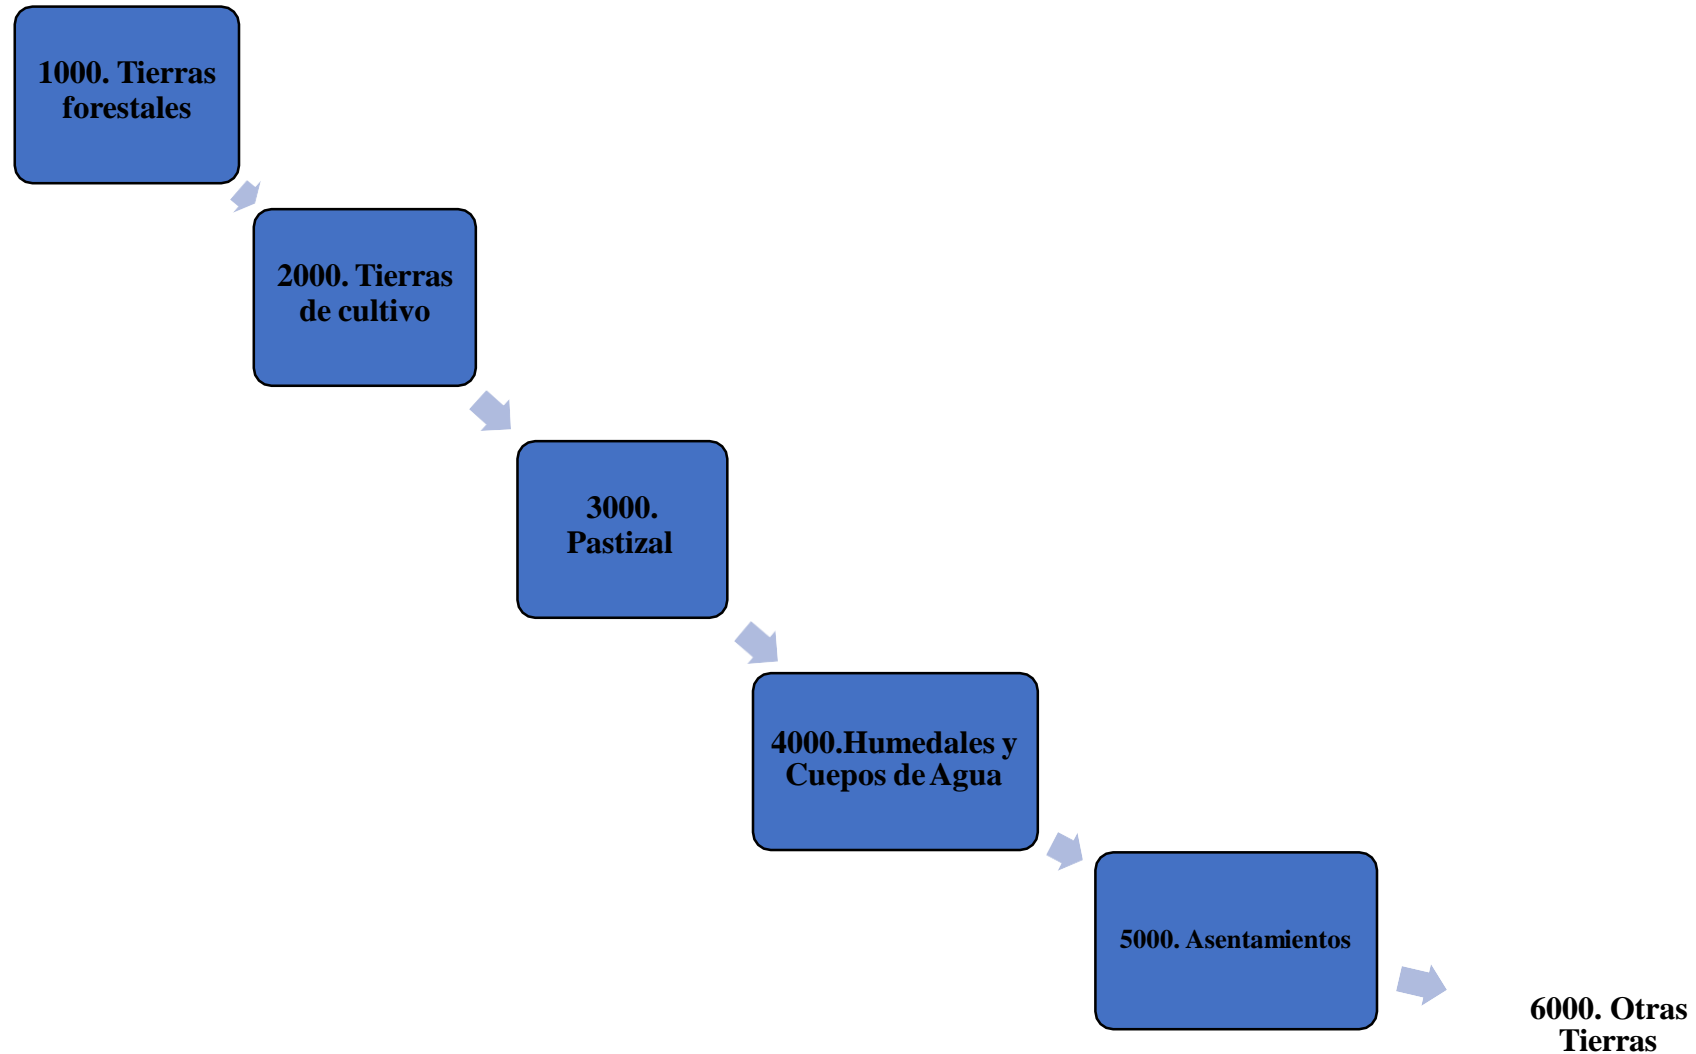 1000. Tierras
forestales
2000. Tierras
de cultivo
3000.
Pastizal
4000.Humedales y
Cuepos de Agua
5000. Asentamientos
6000. Otras
Tierras